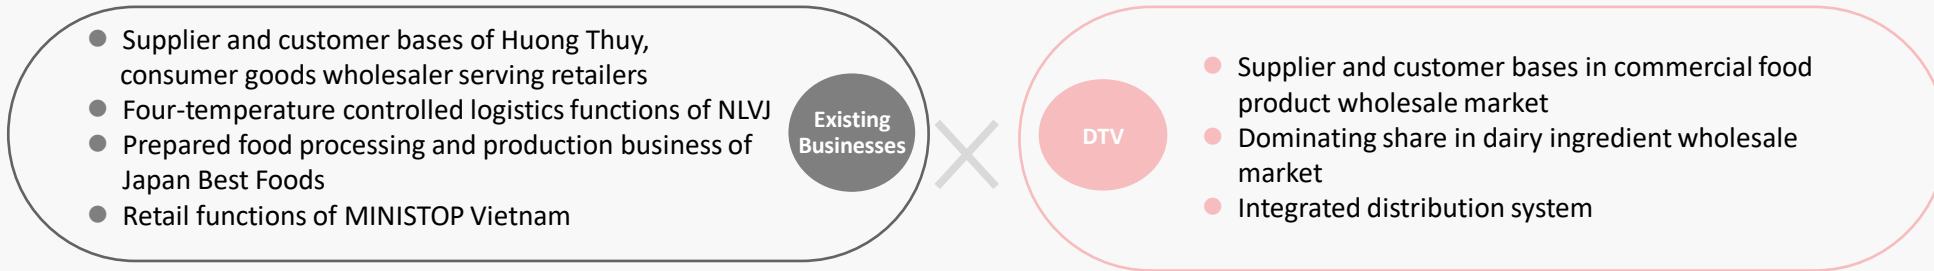 Supplier and customer bases of Huong Thuy,
consumer goods wholesaler serving retailers
Four-temperature controlled logistics functions of NLVJ
Prepared food processing and production business of
Japan Best Foods
Retail functions of MINISTOP Vietnam
Existing
Businesses
DTV
Supplier and customer bases in commercial food
product wholesale market
Dominating share in dairy ingredient wholesale
market
Integrated distribution system